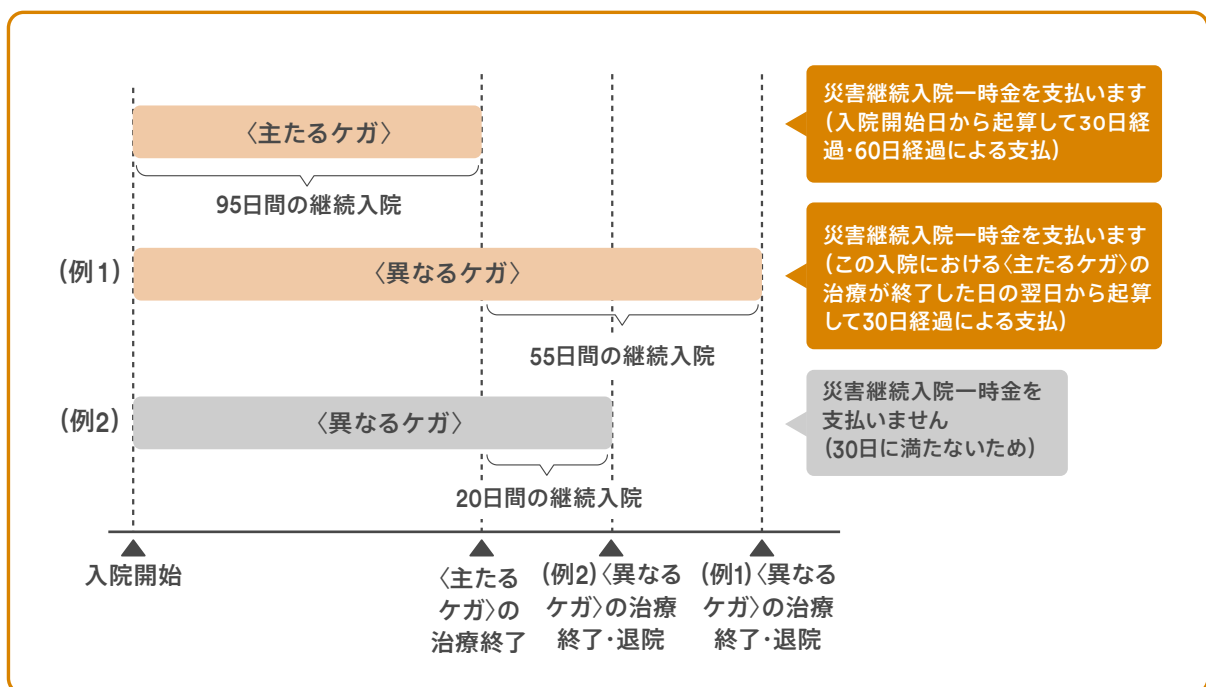 〈主たるケガ〉
95日間の継続入院
災害継続入院一時金を支払います
(入院開始日から起算して30日経
過・60日経過による支払)
(例1)
〈異なるケガ〉
55日間の継続入院
災害継続入院一時金を支払います
(この入院における〈主たるケガ〉の
治療が終了した日の翌日から起算
して30日経過による支払)
(例2)
〈異なるケガ〉
20日間の継続入院
災害継続入院一時金を
支払いません
(30日に満たないため)
入院開始
〈主たる
ケガ〉の
治療終了
(例2)〈異なる
ケガ〉の治療
終了・退院
(例1)〈異なる
ケガ〉の治療
終了・退院